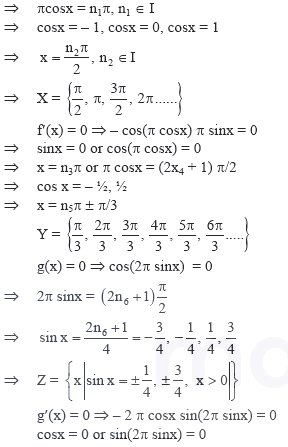 ⇒ πcosx = n₁π, n₁ ∈ I
⇒ cosx = – 1, cosx = 0, cosx = 1
⇒ x = n₂π/2, n₂ ∈ I
⇒ X = {π/2, π, 3π/2, 2π......}
f'(x) = 0 ⇒ – cos(π cosx) π sinx = 0
⇒ sinx = 0 or cos(π cosx) = 0
⇒ x = n₃π or π cosx = (2x₄ + 1) π/2
⇒ cos x = – ½, ½
⇒ x = n₅π ± π/3
Y = {π/3, 2π/3, 3π/3, 4π/3, 5π/3, 6π/3.....}
g(x) = 0 ⇒ cos(2π sinx) = 0
⇒ 2π sinx = (2n₆ +1) π/2
⇒ sinx = 2n₆ +1/4 = – 3/4, – 1/4, 1/4, 3/4
⇒ Z = {x|sinx = ± 1/4, ± 3/4, x > 0|}
g′(x) = 0 ⇒ – 2 π cosx sin(2π sinx) = 0
cosx = 0 or sin(2π sinx) = 0